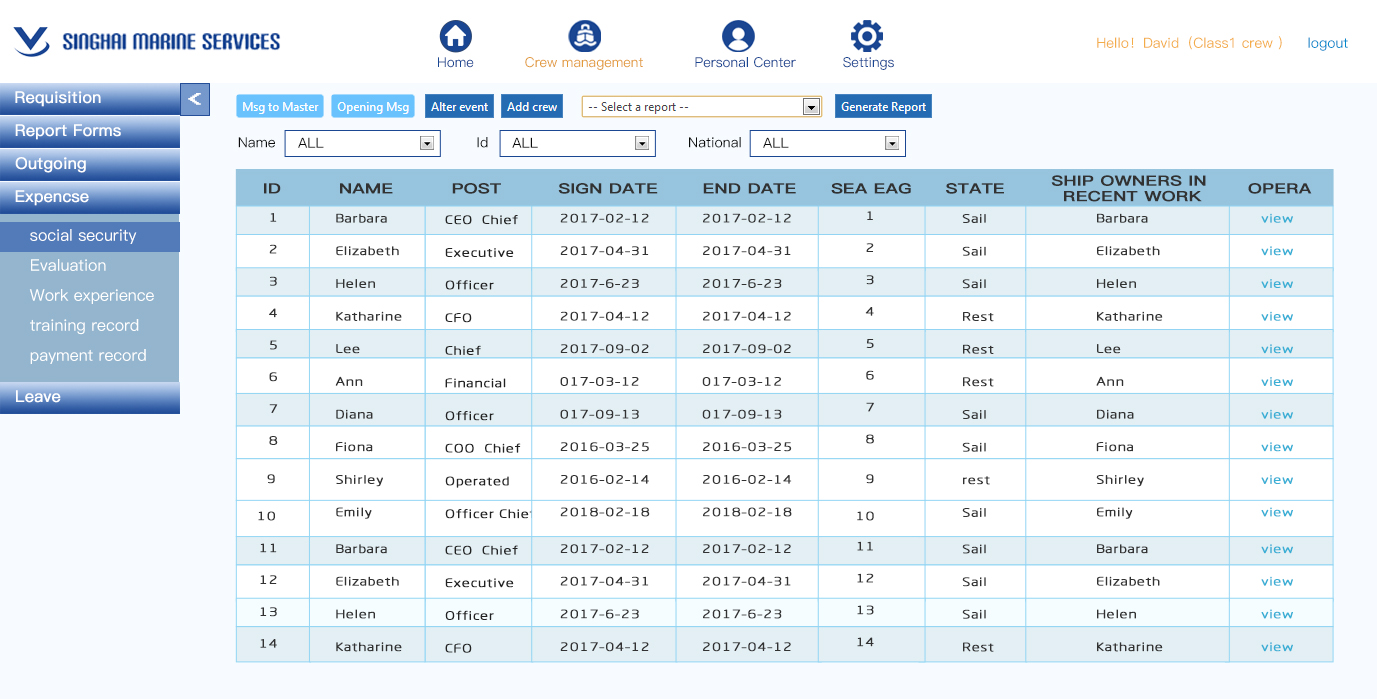 SINGHAI MARINE SERVICES
Home
Crew management
Personal Center
Settings
Hello! David (Class1 crew )
logout
Requisition
Report Forms
Outgoing
Expencse
social security
Evaluation
Work experience
training record
payment record
Leave
<
Msg to Master Opening Msg Alter event Add crew -- Select a report -- Generate Report
Name ALL Id ALL National ALL
ID NAME POST SIGN DATE END DATE SEA EAG STATE SHIP OWNERS IN RECENT WORK OPERA
1 Barbara CEO Chief 2017-02-12 2017-02-12 1 Sail Barbara view
2 Elizabeth Executive 2017-04-31 2017-04-31 2 Sail Elizabeth view
3 Helen Officer 2017-6-23 2017-6-23 3 Sail Helen view
4 Katharine CFO 2017-04-12 2017-04-12 4 Rest Katharine view
5 Lee Chief 2017-09-02 2017-09-02 5 Rest Lee view
6 Ann Financial 017-03-12 017-03-12 6 Rest Ann view
7 Diana Officer 017-09-13 017-09-13 7 Sail Diana view
8 Fiona COO Chief 2016-03-25 2016-03-25 8 Sail Fiona view
9 Shirley Operated 2016-02-14 2016-02-14 9 rest Shirley view
10 Emily Officer Chief 2018-02-18 2018-02-18 10 Sail Emily view
11 Barbara CEO Chief 2017-02-12 2017-02-12 11 Sail Barbara view
12 Elizabeth Executive 2017-04-31 2017-04-31 12 Sail Elizabeth view
13 Helen Officer 2017-6-23 2017-6-23 13 Sail Helen view
14 Katharine CFO 2017-04-12 2017-04-12 14 Rest Katharine view